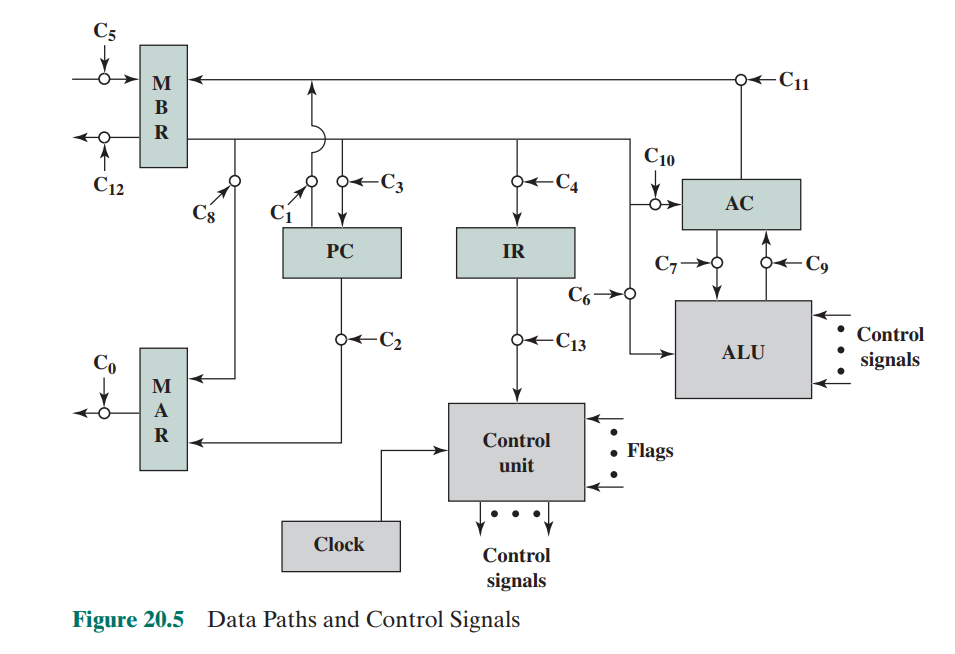 C5
M
B
R
C11
C12
C8
C1
C3
C4
C10
AC
PC
IR
C7
C9
C6
C2
C13
ALU
Control
signals
C0
M
A
R
Control
unit
Flags
Clock
Control
signals
Figure 20.5 Data Paths and Control Signals